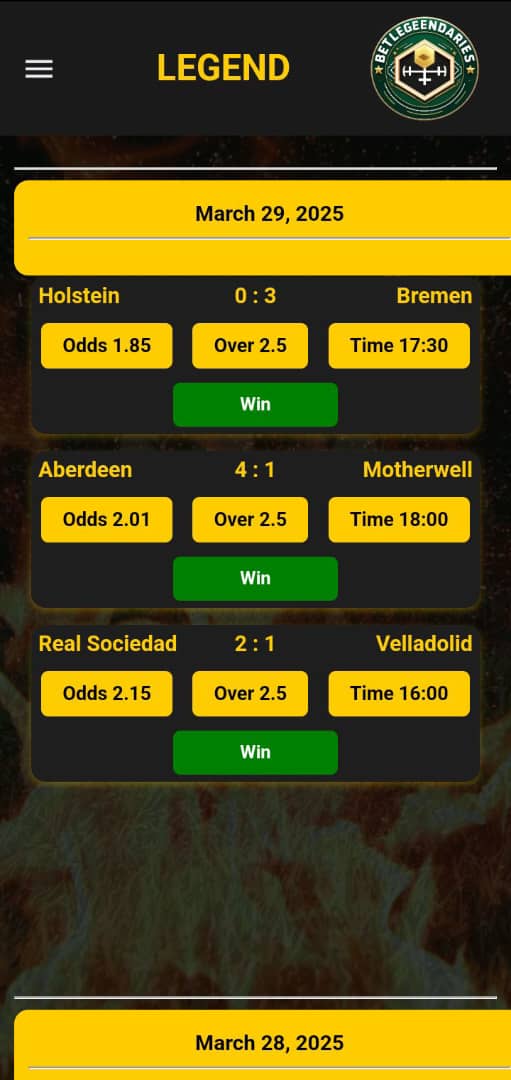 LEGEND
BETLEGEENDARIES
March 29, 2025
Holstein 0 : 3 Bremen
Odds 1.85 Over 2.5 Time 17:30
Win
Aberdeen 4 : 1 Motherwell
Odds 2.01 Over 2.5 Time 18:00
Win
Real Sociedad 2 : 1 Velladolid
Odds 2.15 Over 2.5 Time 16:00
Win
March 28, 2025